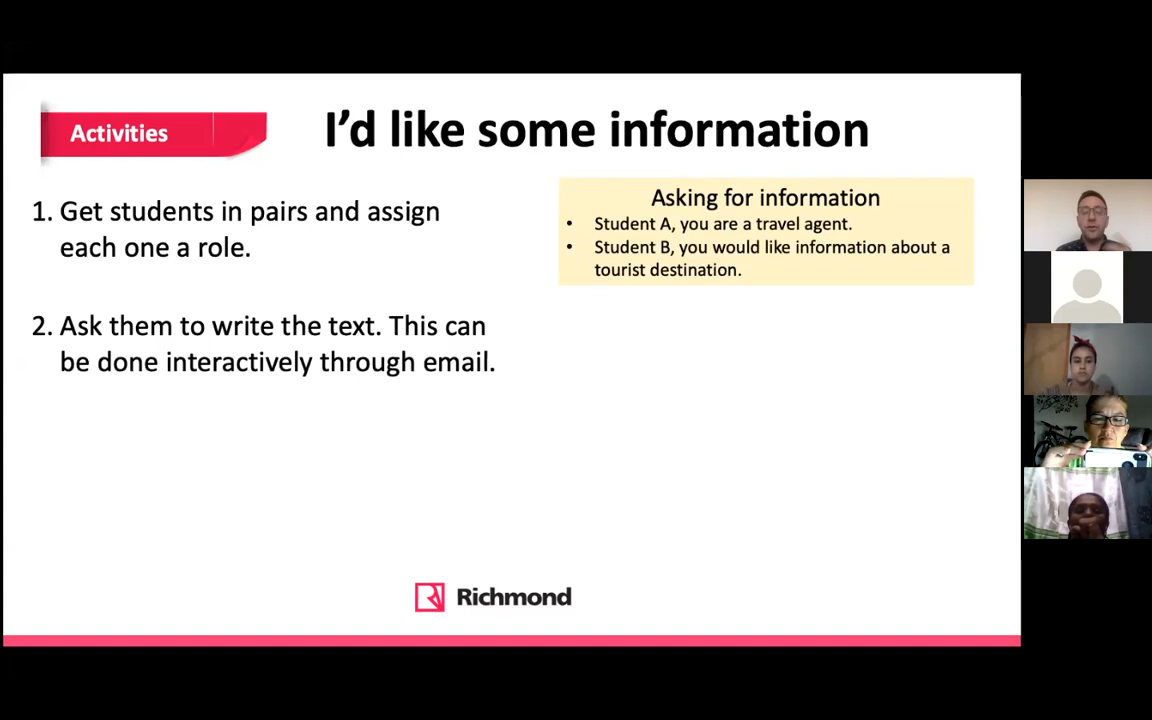 Activities
I'd like some information
1. Get students in pairs and assign
each one a role.
2. Ask them to write the text. This can
be done interactively through email.
Asking for information
• Student A, you are a travel agent.
• Student B, you would like information about a
tourist destination.
Richmond